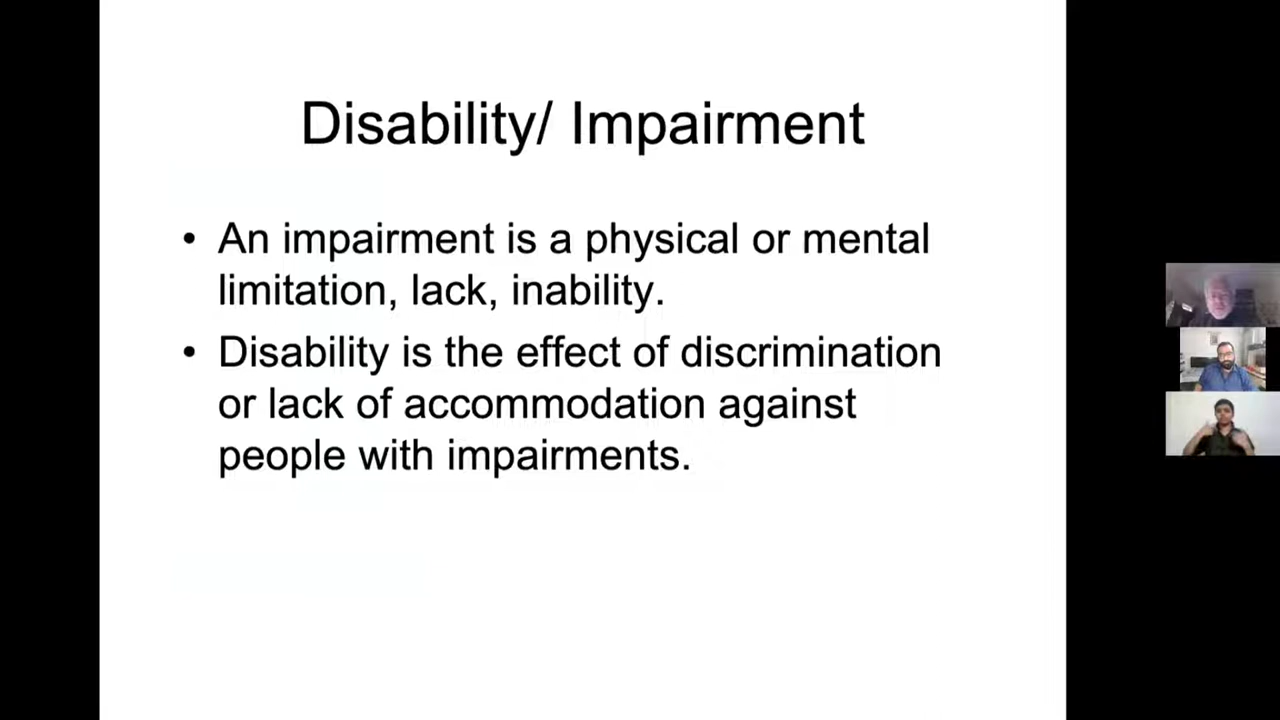 Disability/ Impairment
• An impairment is a physical or mental
limitation, lack, inability.
• Disability is the effect of discrimination
or lack of accommodation against
people with impairments.